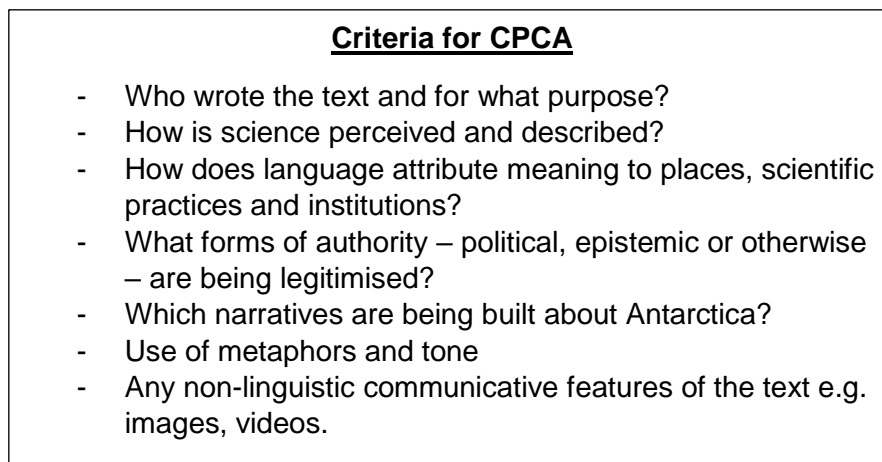 Criteria for CPCA
- Who wrote the text and for what purpose?
- How is science perceived and described?
- How does language attribute meaning to places, scientific
practices and institutions?
- What forms of authority – political, epistemic or otherwise
– are being legitimised?
- Which narratives are being built about Antarctica?
- Use of metaphors and tone
- Any non-linguistic communicative features of the text e.g.
images, videos.